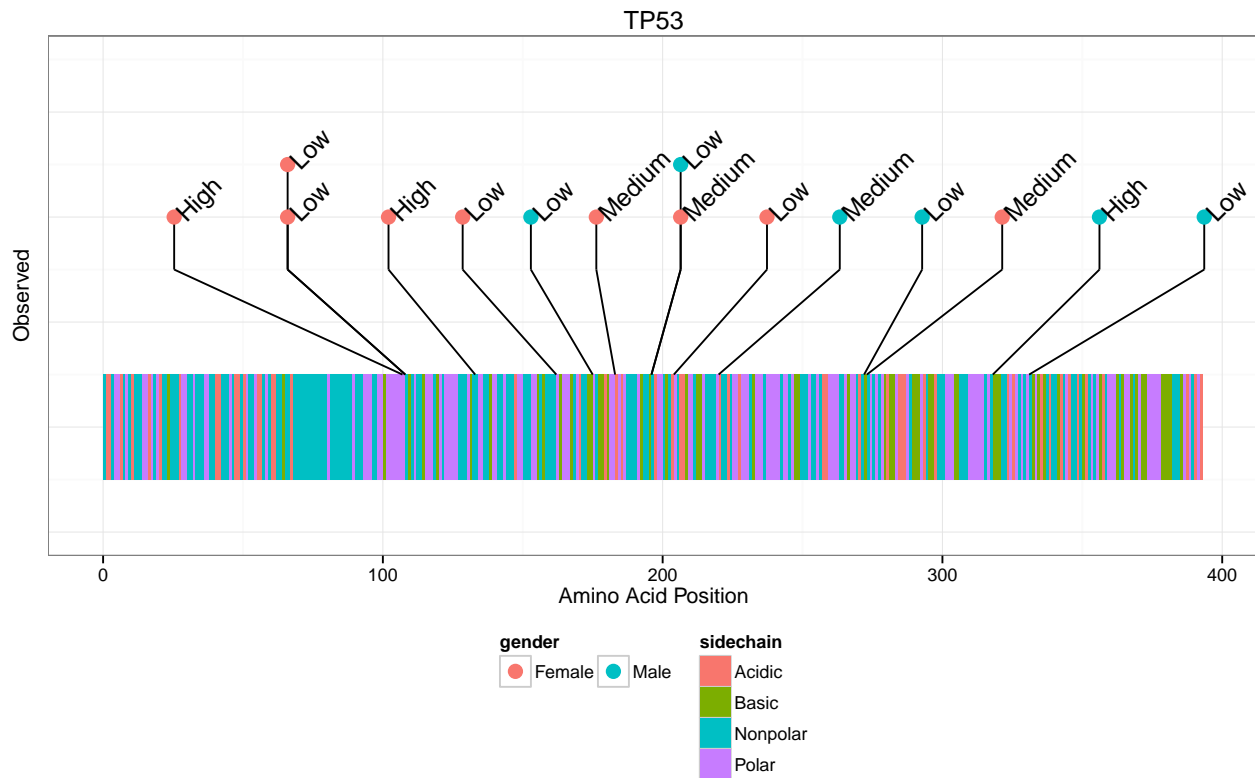 TP53
Low
Low
High
Low
High
Low
Low
Medium
Medium
Low
Medium
Low
Medium
High
Low
Observed
0
100
200
300
400
Amino Acid Position
gender
Female
Male
sidechain
Acidic
Basic
Nonpolar
Polar